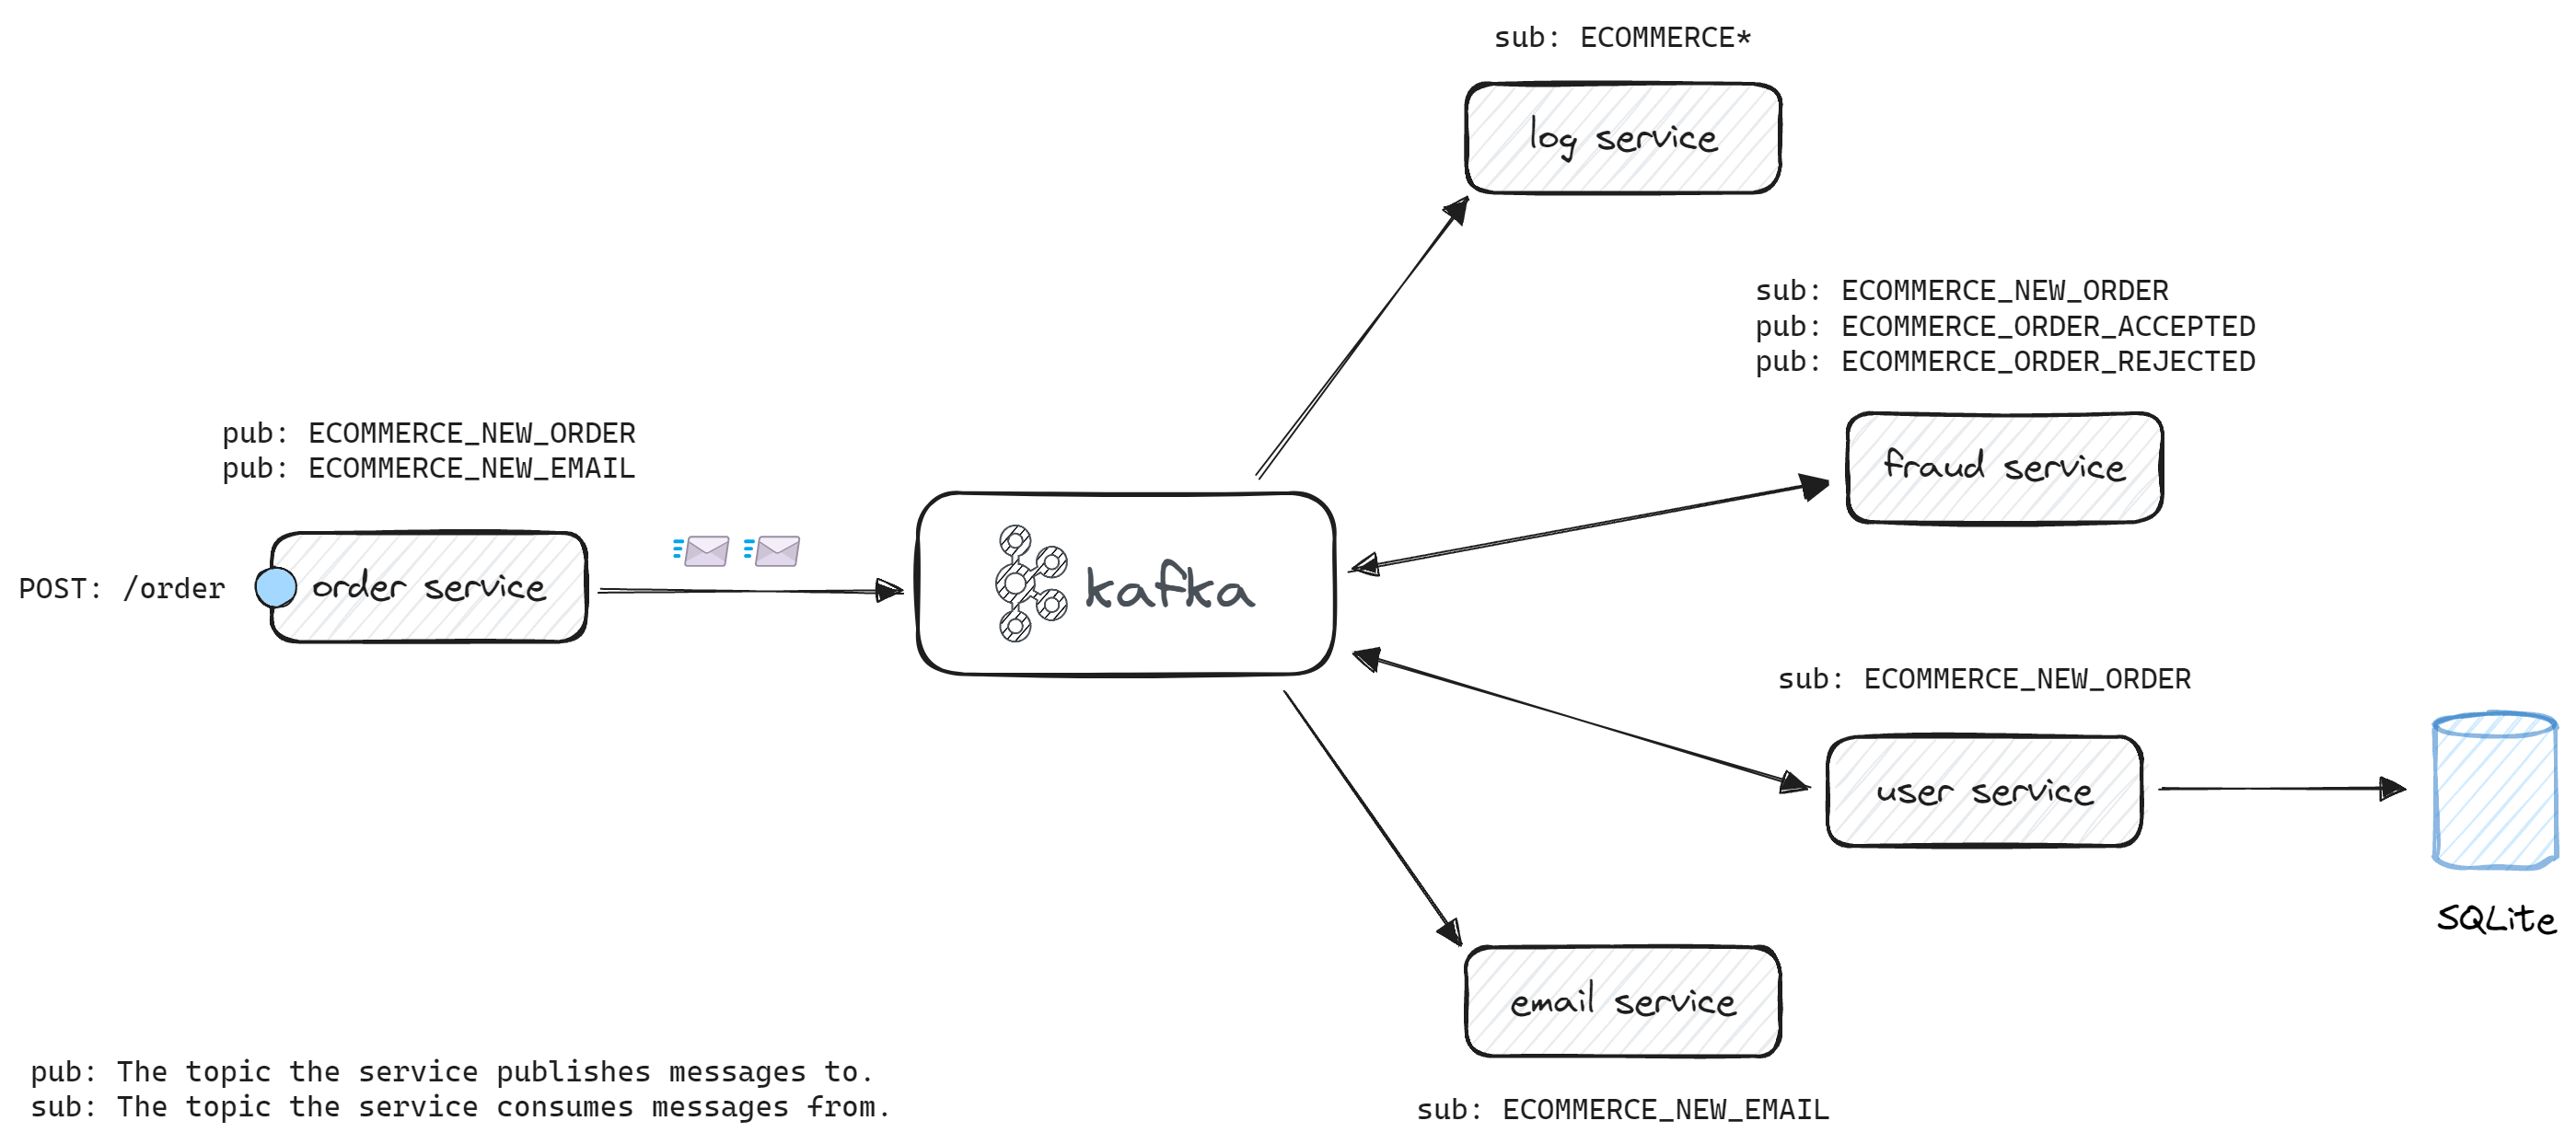 sub: ECOMMERCE*
log service
sub: ECOMMERCE_NEW_ORDER
pub: ECOMMERCE_ORDER_ACCEPTED
pub: ECOMMERCE_ORDER_REJECTED
fraud service
pub: ECOMMERCE_NEW_ORDER
pub: ECOMMERCE_NEW_EMAIL
POST: /order
order service
kafka
sub: ECOMMERCE_NEW_ORDER
user service
SQLite
email service
sub: ECOMMERCE_NEW_EMAIL
pub: The topic the service publishes messages to.
sub: The topic the service consumes messages from.